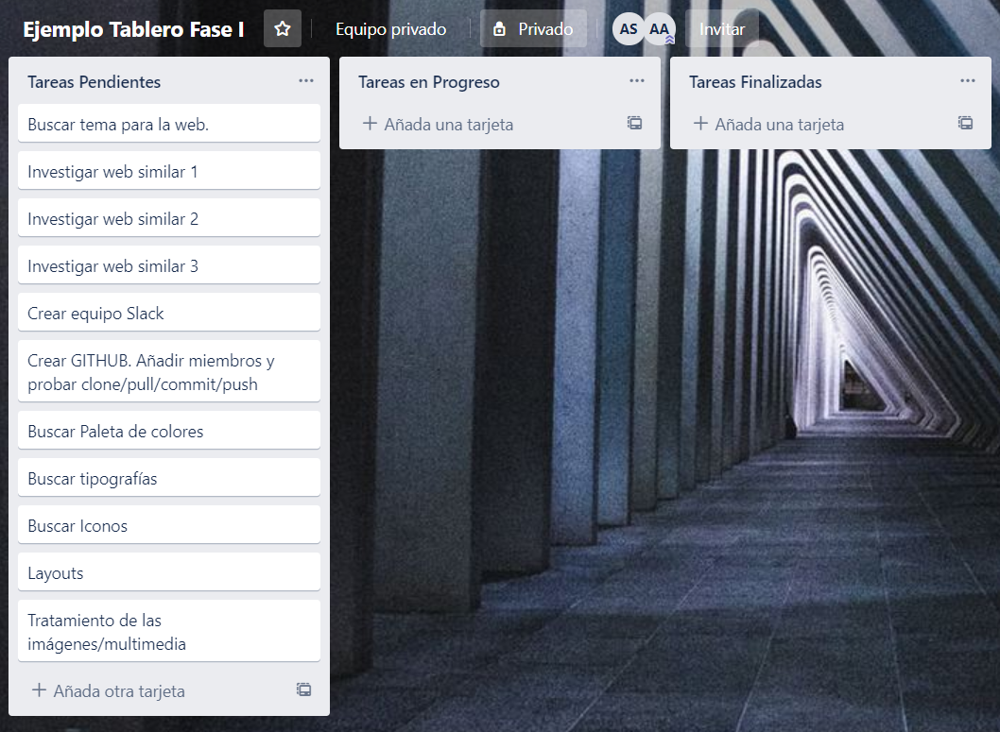 Ejemplo Tablero Fase I
Equipo privado
Privado
AS
AA
Invitar
Tareas Pendientes
Buscar tema para la web.
Investigar web similar 1
Investigar web similar 2
Investigar web similar 3
Crear equipo Slack
Crear GITHUB. Añadir miembros y
probar clone/pull/commit/push
Buscar Paleta de colores
Buscar tipografías
Buscar Iconos
Layouts
Tratamiento de las
imágenes/multimedia
+ Añada otra tarjeta
Tareas en Progreso
+ Añada una tarjeta
Tareas Finalizadas
+ Añada una tarjeta